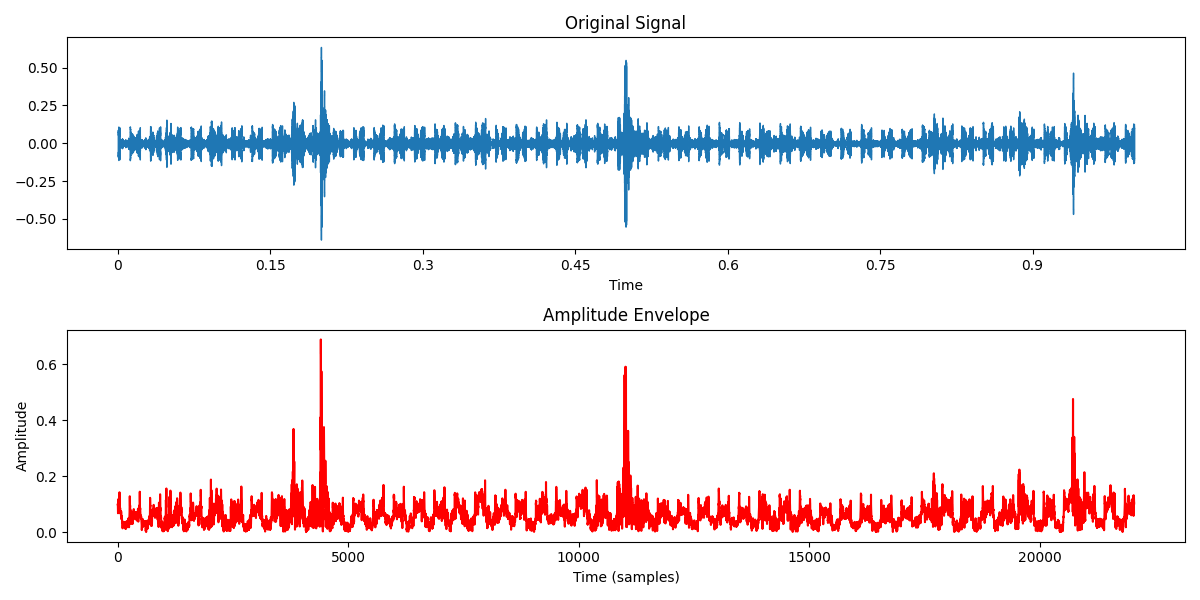 Original Signal
0.50
0.25
0.00
−0.25
−0.50
0 0.15 0.3 0.45 0.6 0.75 0.9
Time
Amplitude Envelope
Amplitude
0.6
0.4
0.2
0.0
0 5000 10000 15000 20000
Time (samples)